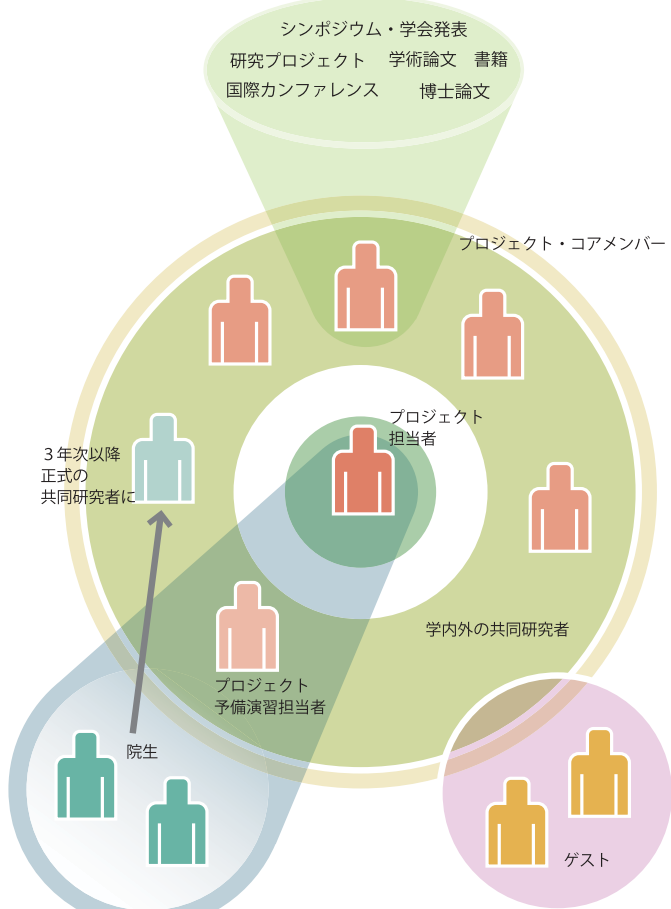 シンポジウム・学会発表
研究プロジェクト 学術論文 書籍
国際カンファレンス 博士論文
プロジェクト・コアメンバー
プロジェクト
担当者
３年次以降
正式の
共同研究者に
学内外の共同研究者
プロジェクト
予備演習担当者
院生
ゲスト